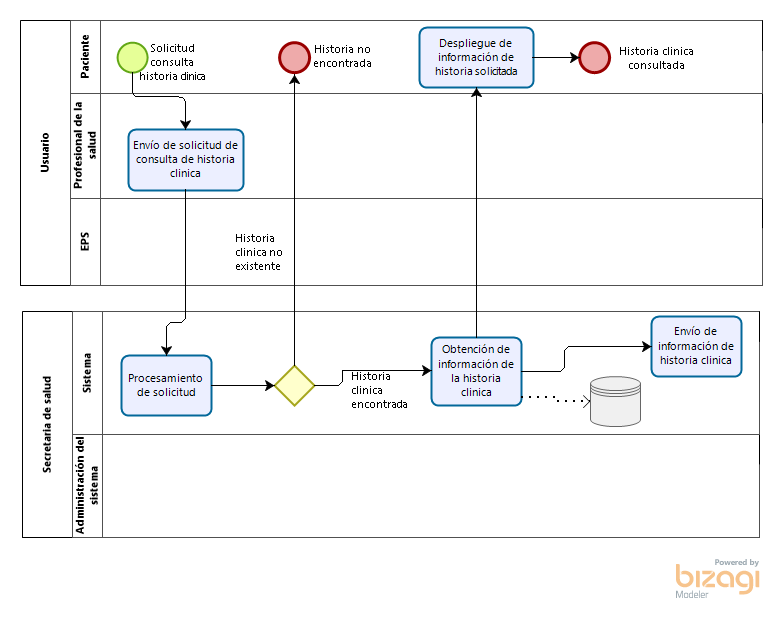 Usuario
Paciente
Solicitud
consulta
historia clinica
Historia no
encontrada
Despliegue de
información de
historia solicitada
Historia clinica
consultada
Profesional de la
salud
Envío de solicitud de
consulta de historia
clinica
EPS
Historia
clinica no
existente
Secretaria de salud
Sistema
Procesamiento
de solicitud
Historia
clinica
encontrada
Obtención de
información de
la historia
clinica
Envío de
información de
historia clinica
Administración del
sistema
Powered by
bizagi
Modeler